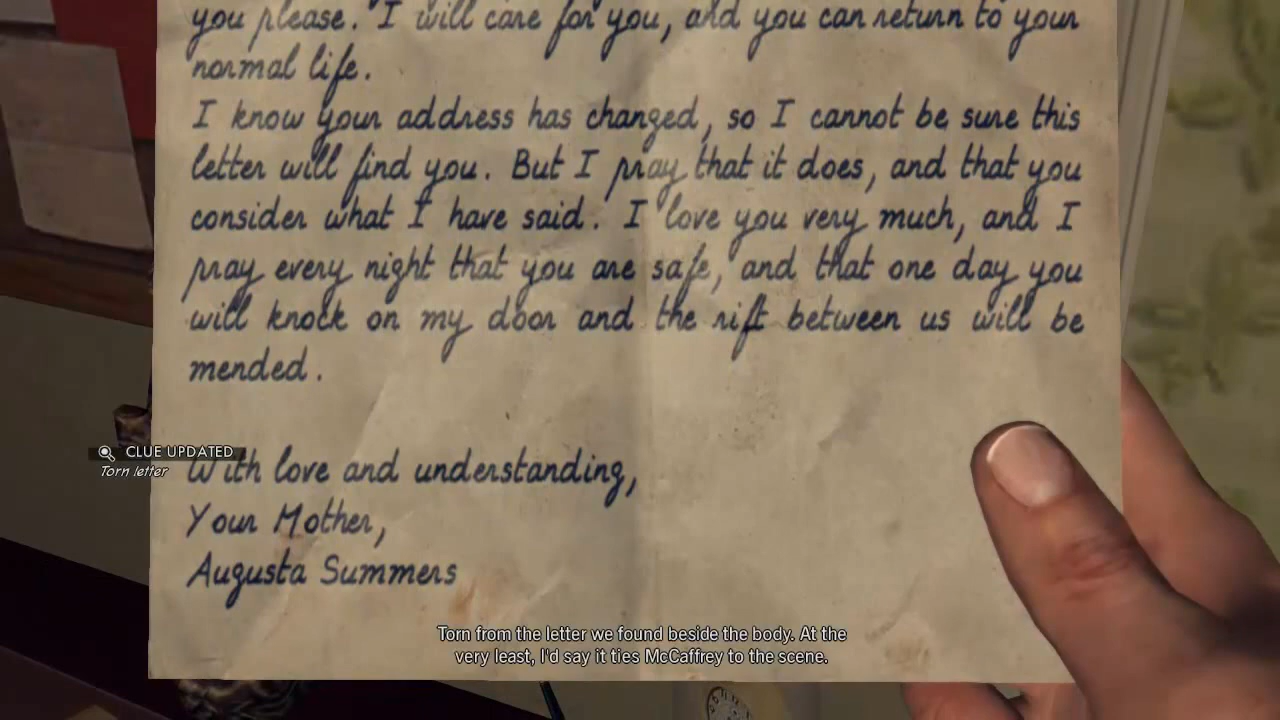 you please. I will care for you, and you can return to your
normal life.
I know your address has changed, so I cannot be sure this
letter will find you. But I pray that it does, and that you
consider what I have said. I love you very much, and I
pray every night that you are safe, and that one day you
will knock on my door and the rift between us will be
mended.
CLUE UPDATED
Torn letter
With love and understanding,
Your Mother,
Augusta Summers
Torn from the letter we found beside the body. At the
very least, I'd say it ties McCaffrey to the scene.